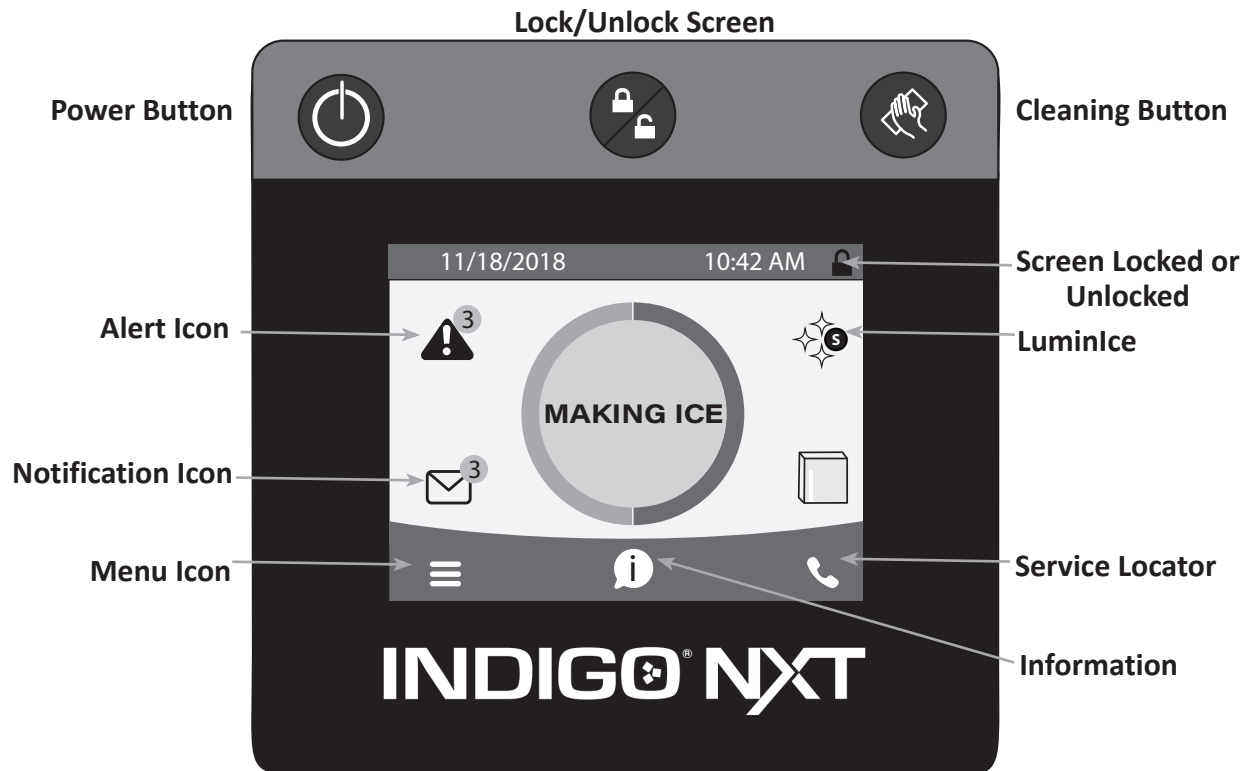 Lock/Unlock Screen
Power Button
Cleaning Button
11/18/2018 10:42 AM
Screen Locked or
Unlocked
Alert Icon
3
S
LuminIce
MAKING ICE
Notification Icon
3
Menu Icon
i
Service Locator
INDIGO® NXT
Information